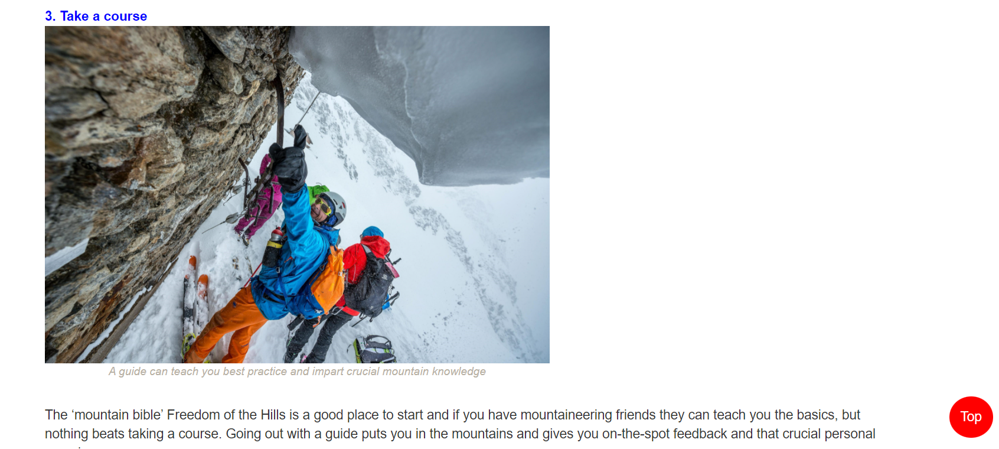 3. Take a course
A guide can teach you best practice and impart crucial mountain knowledge
The ‘mountain bible’ Freedom of the Hills is a good place to start and if you have mountaineering friends they can teach you the basics, but
nothing beats taking a course. Going out with a guide puts you in the mountains and gives you on-the-spot feedback and that crucial personal
Top